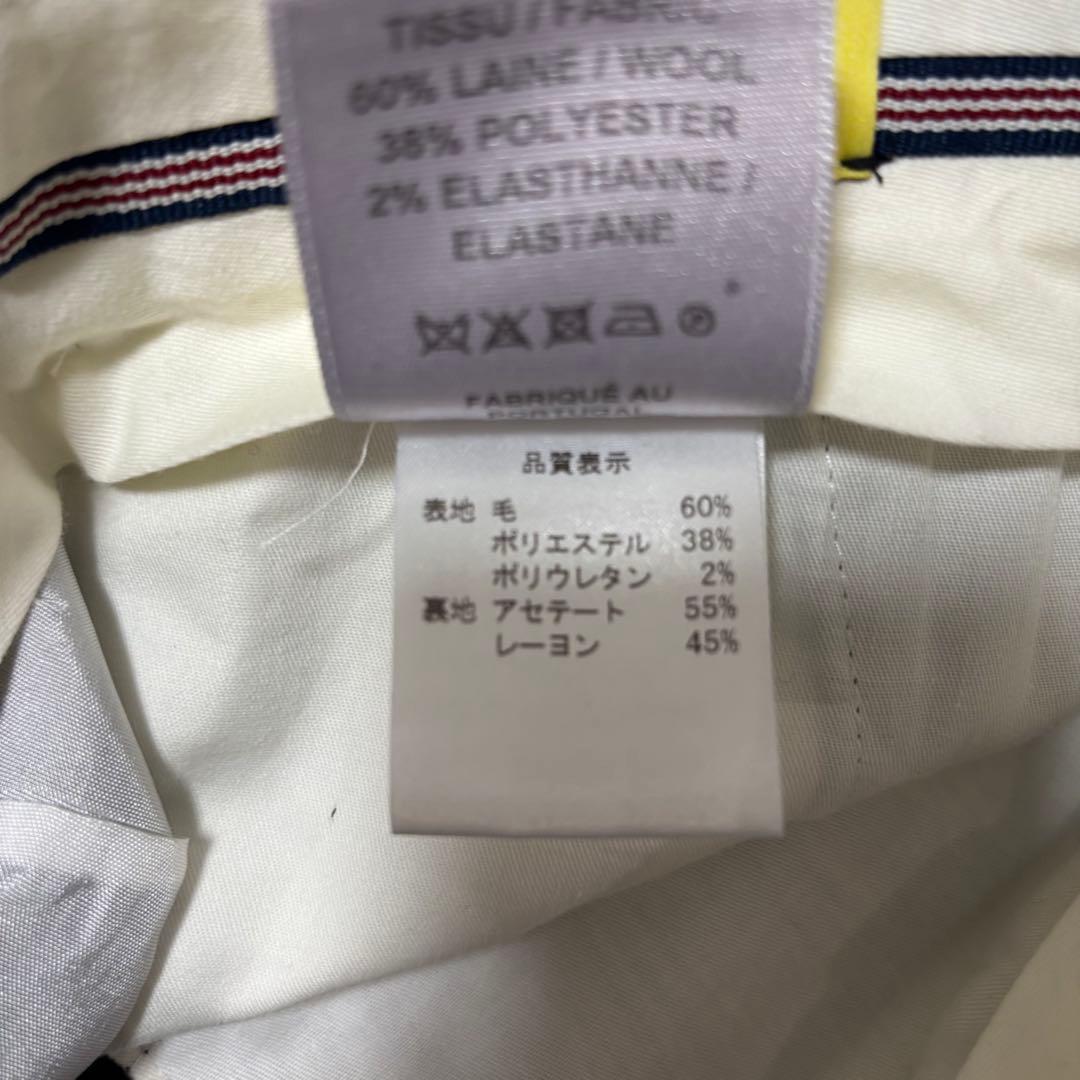 TISSU / FABRIC
60% LAINE / WOOL
38% POLYESTER
2% ELASTHANNE /
ELASTANE
FABRIQUÉ AU
PORTUGAL
品質表示
表地 毛 60%
ポリエステル 38%
ポリウレタン 2%
裏地 アセテート 55%
レーヨン 45%